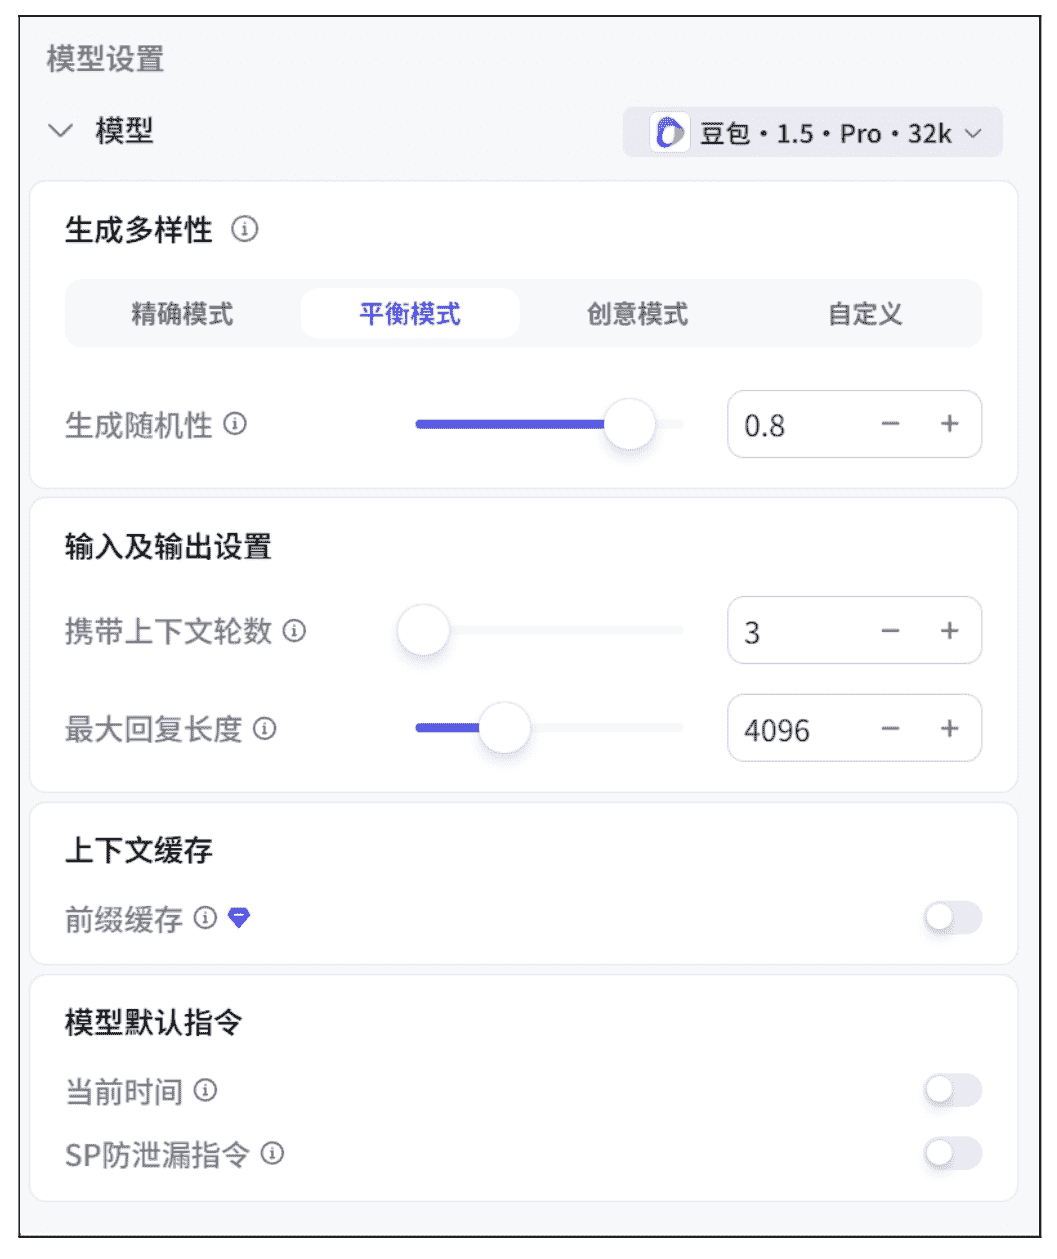 模型设置
模型 豆包·1.5·Pro·32k
生成多样性
精确模式 平衡模式 创意模式 自定义
生成随机性 0.8 − +
输入及输出设置
携带上下文轮数 3 − +
最大回复长度 4096 − +
上下文缓存
前缀缓存
模型默认指令
当前时间
SP防泄漏指令